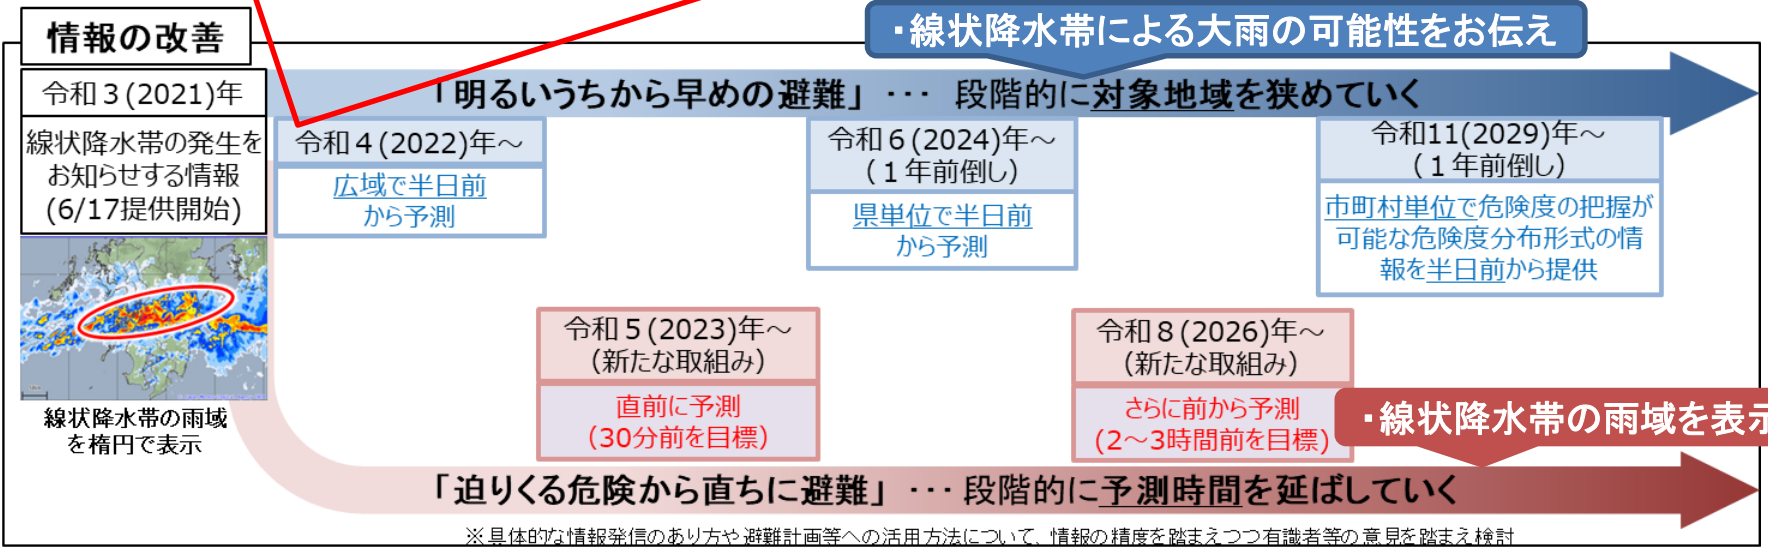 情報の改善
・線状降水帯による大雨の可能性をお伝え
「明るいうちから早めの避難」 ･･･ 段階的に対象地域を狭めていく
令和３(2021)年
線状降水帯の発生を
お知らせする情報
(6/17提供開始)
線状降水帯の雨域
を楕円で表示
令和４(2022)年～
広域で半日前
から予測
令和６(2024)年～
（１年前倒し）
県単位で半日前
から予測
令和11(2029)年～
（１年前倒し）
市町村単位で危険度の把握が
可能な危険度分布形式の情
報を半日前から提供
令和５(2023)年～
（新たな取組み）
直前に予測
（30分前を目標）
令和８(2026)年～
（新たな取組み）
さらに前から予測
（2～3時間前を目標）
・線状降水帯の雨域を表示
「迫りくる危険から直ちに避難」 ･･･ 段階的に予測時間を延ばしていく
※具体的な情報発信のあり方や避難計画等への活用方法について、情報の精度を踏まえつつ有識者等の意見を踏まえ検討